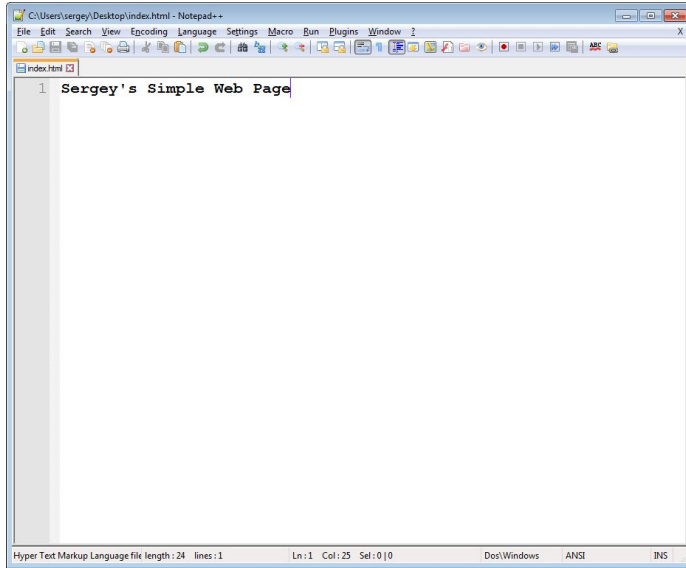 C:\Users\sergey\Desktop\index.html - Notepad++
File Edit Search View Encoding Language Settings Macro Run Plugins Window ? X
ABC
index.html
1 Sergey's Simple Web Page
Hyper Text Markup Language file length : 24 lines : 1 Ln : 1 Col : 25 Sel : 0 | 0 Dos\Windows ANSI INS